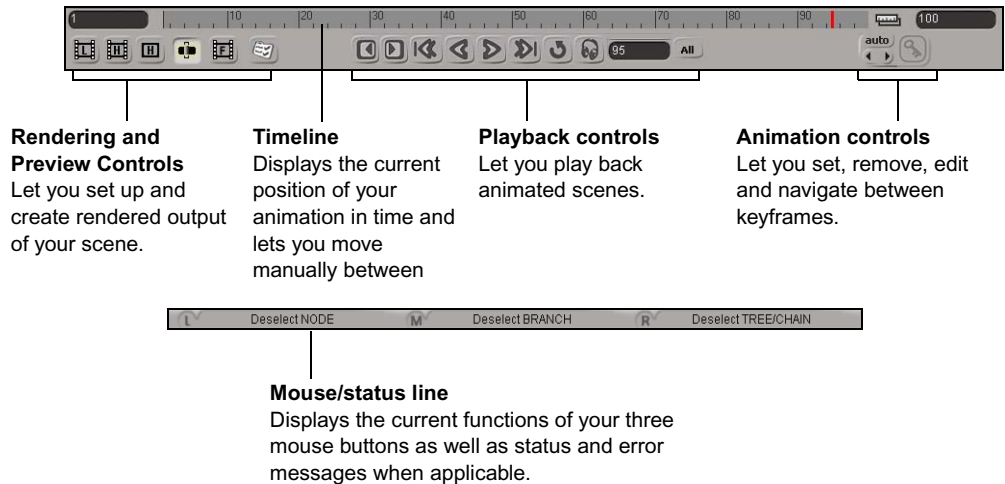 1 10 20 30 40 50 60 70 80 90 100
L H H F 95 All auto
Rendering and
Preview Controls
Let you set up and
create rendered output
of your scene.
Timeline
Displays the current
position of your
animation in time and
lets you move
manually between
Playback controls
Let you play back
animated scenes.
Animation controls
Let you set, remove, edit
and navigate between
keyframes.
L Deselect NODE M Deselect BRANCH R Deselect TREE/CHAIN
Mouse/status line
Displays the current functions of your three
mouse buttons as well as status and error
messages when applicable.